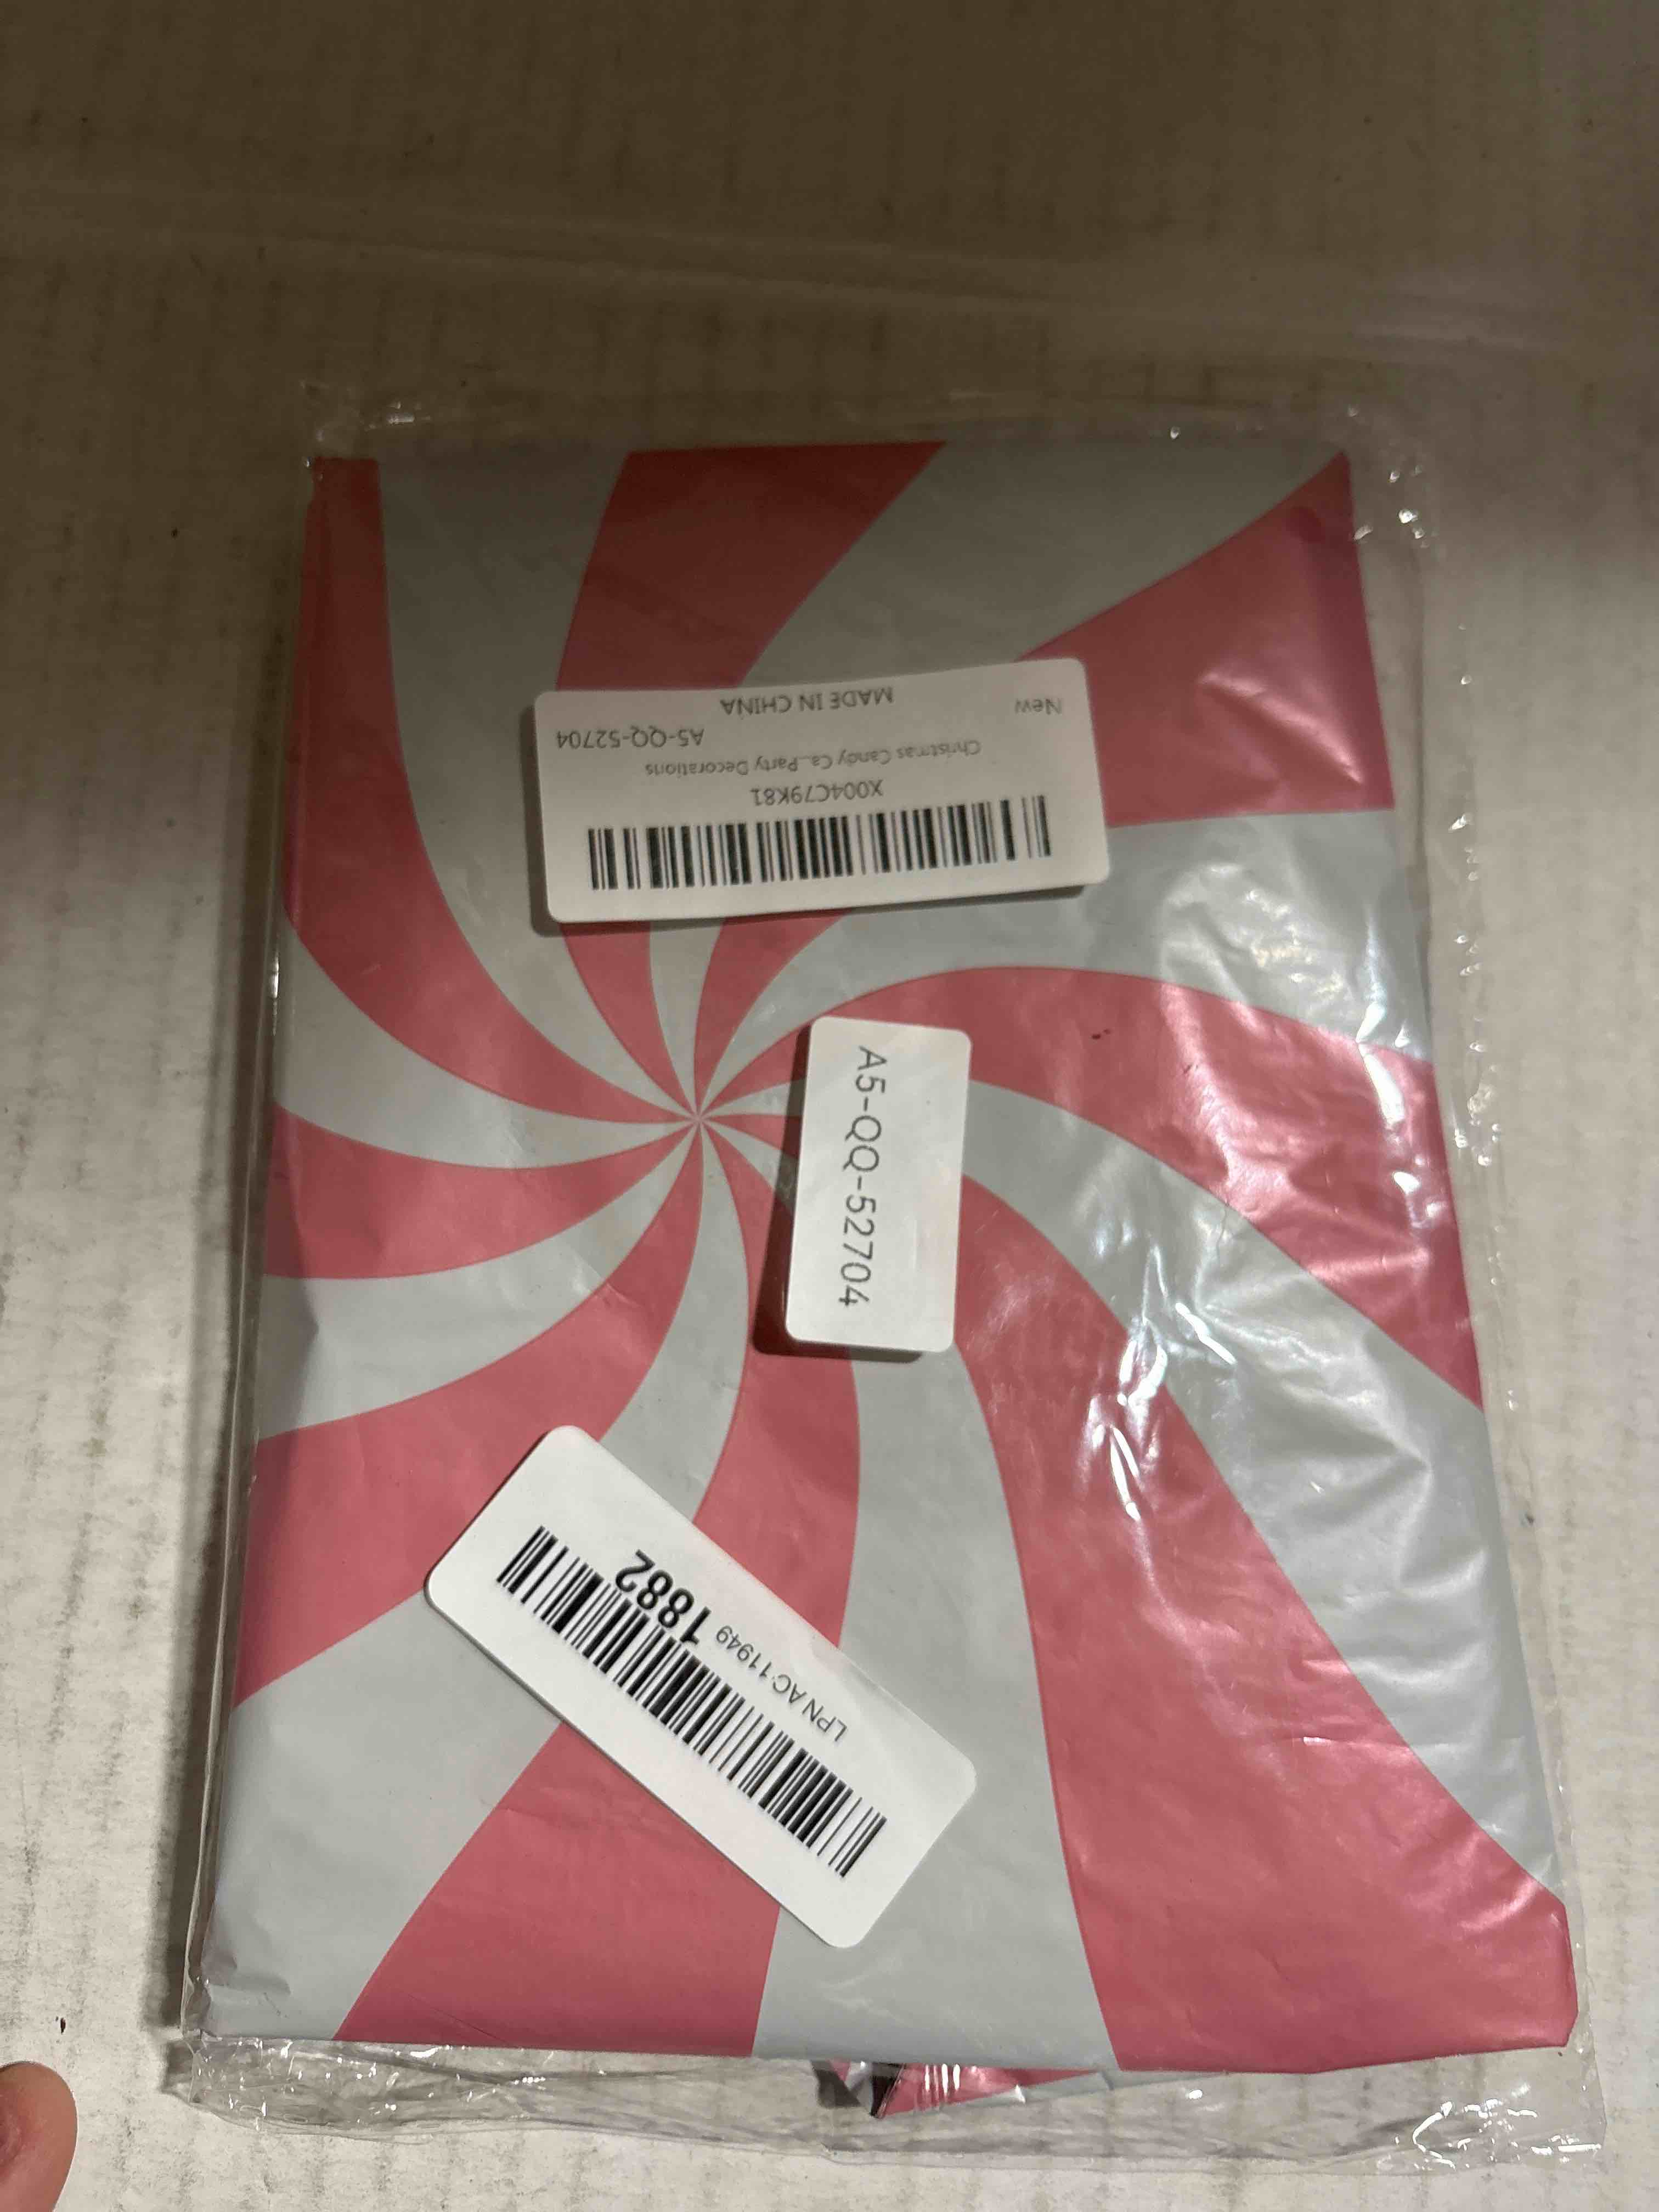 X004C79K81
Christmas Candy Ca...Party Decorations
New
A5-QQ-52704
MADE IN CHINA
A5-QQ-52704
LPN AC 11949 1882